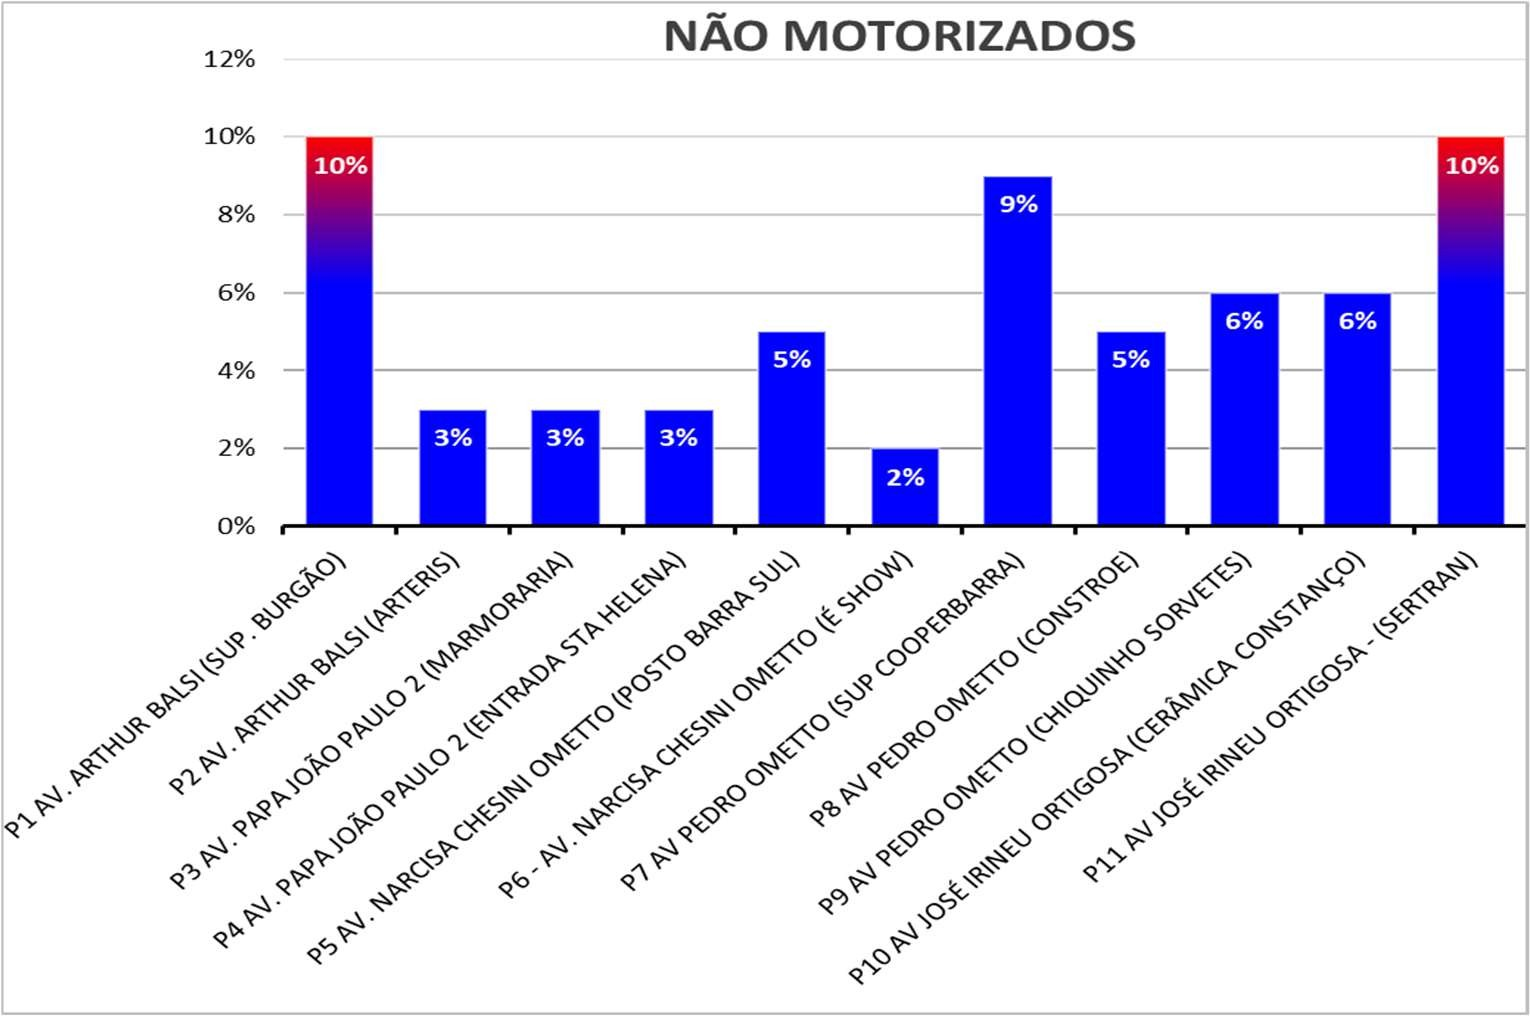 NÃO MOTORIZADOS
12%
10%
8%
6%
4%
2%
0%
10%
3%
3%
3%
5%
2%
9%
5%
6%
6%
10%
P1 AV. ARTHUR BALSI (SUP. BURGÃO)
P2 AV. ARTHUR BALSI (ARTERIS)
P3 AV. PAPA JOÃO PAULO 2 (MARMORARIA)
P4 AV. PAPA JOÃO PAULO 2 (ENTRADA STA HELENA)
P5 AV. NARCISA CHESINI OMETTO (POSTO BARRA SUL)
P6 - AV. NARCISA CHESINI OMETTO (É SHOW)
P7 AV PEDRO OMETTO (SUP COOPERBARRA)
P8 AV PEDRO OMETTO (CONSTROE)
P9 AV PEDRO OMETTO (CHIQUINHO SORVETES)
P10 AV JOSÉ IRINEU ORTIGOSA (CERÂMICA CONSTANÇO)
P11 AV JOSÉ IRINEU ORTIGOSA - (SERTRAN)